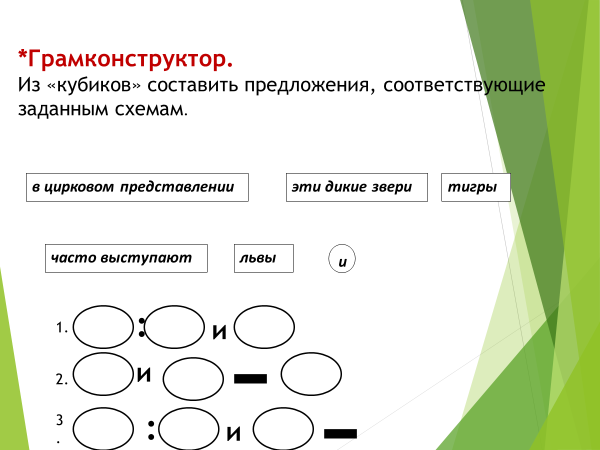 *Грамконструктор.
Из «кубиков» составить предложения, соответствующие
заданным схемам.
в цирковом представлении эти дикие звери тигры
часто выступают львы и
1. : и
2. и –
3 : и –
.